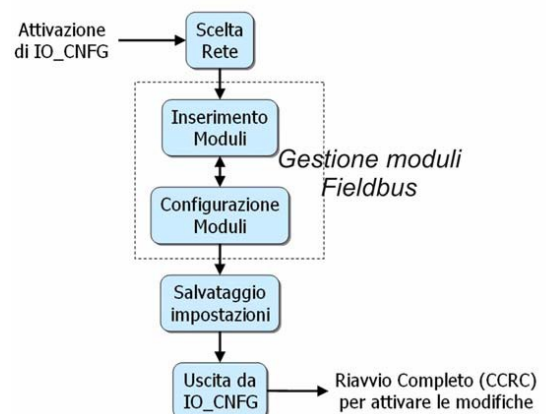 Attivazione
di IO_CNFG
Scelta
Rete
Inserimento
Moduli
Gestione moduli
Fieldbus
Configurazione
Moduli
Salvataggio
impostazioni
Uscita da
IO_CNFG
Riavvio Completo (CCRC)
per attivare le modifiche